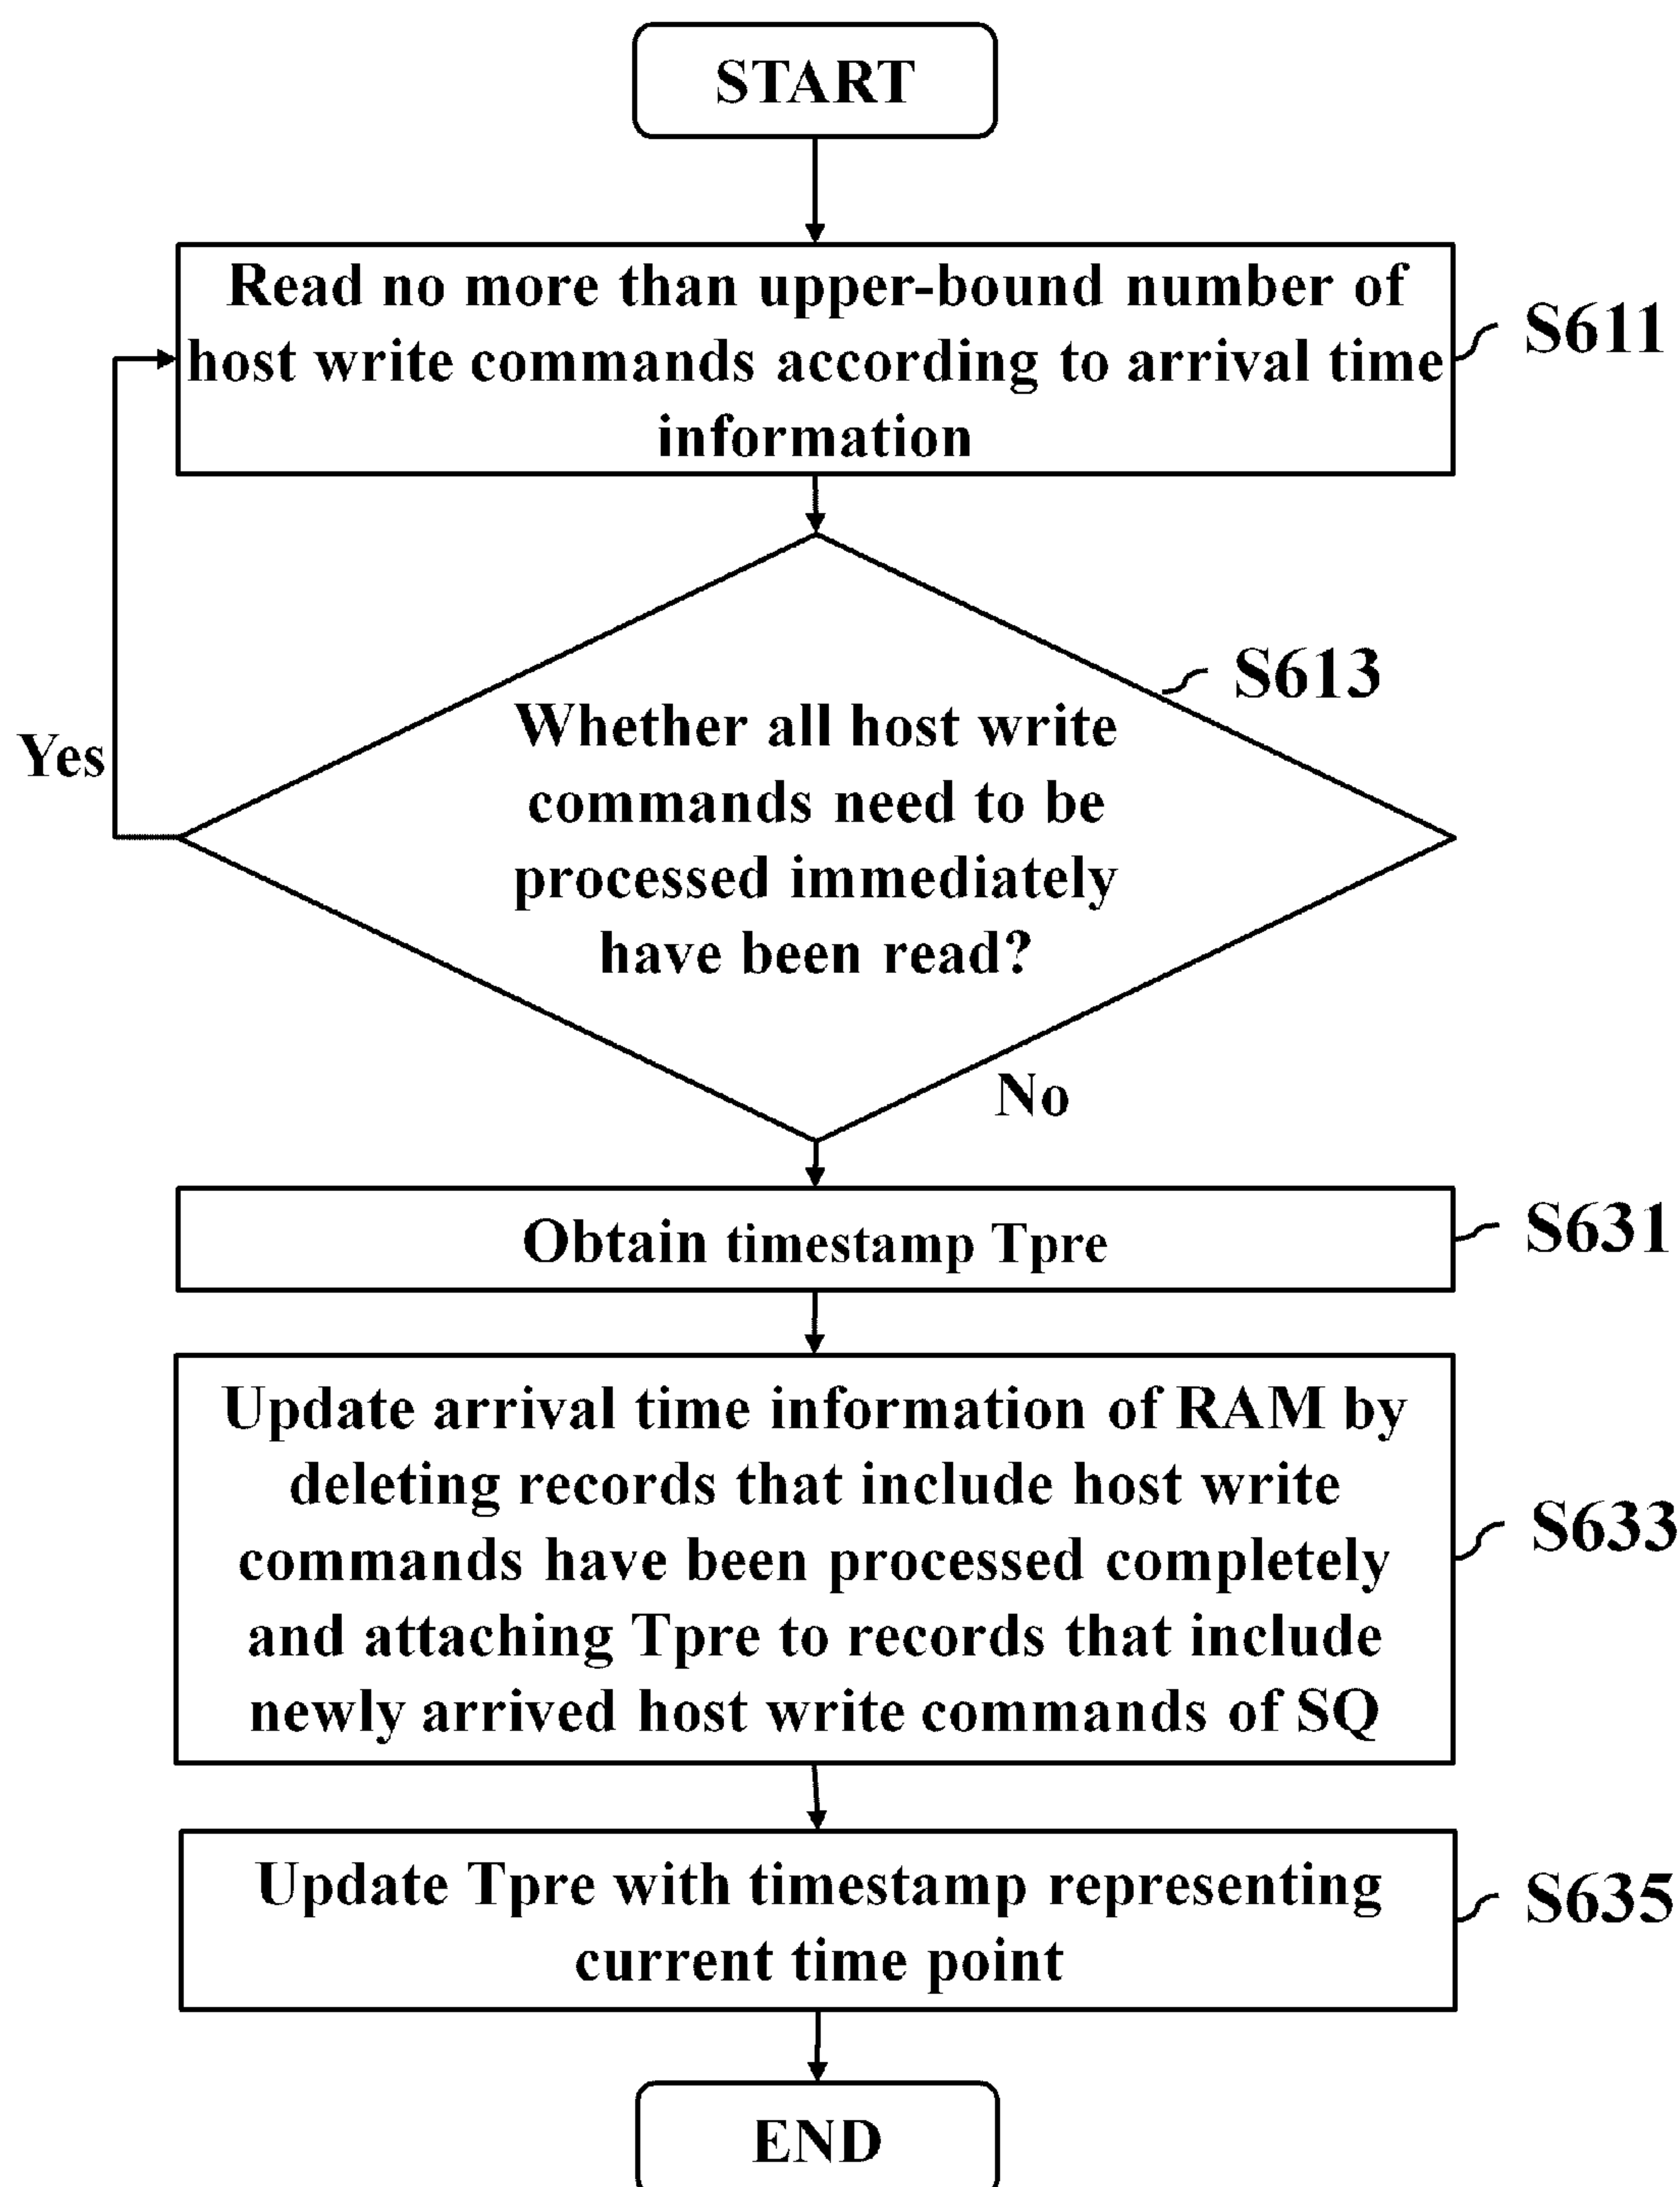 START
Read no more than upper-bound number of
host write commands according to arrival time
information
S611
S613
Whether all host write
commands need to be
processed immediately
have been read?
Yes
No
Obtain timestamp Tpre
S631
Update arrival time information of RAM by
deleting records that include host write
commands have been processed completely
and attaching Tpre to records that include
newly arrived host write commands of SQ
S633
Update Tpre with timestamp representing
current time point
S635
END